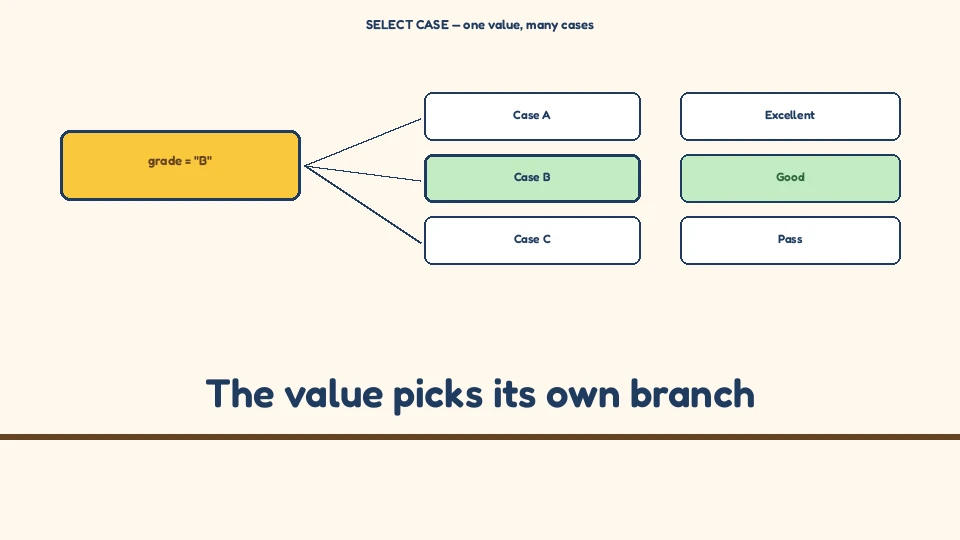 SELECT CASE — one value, many cases
grade = "B"
Case A
Excellent
Case B
Good
Case C
Pass
The value picks its own branch